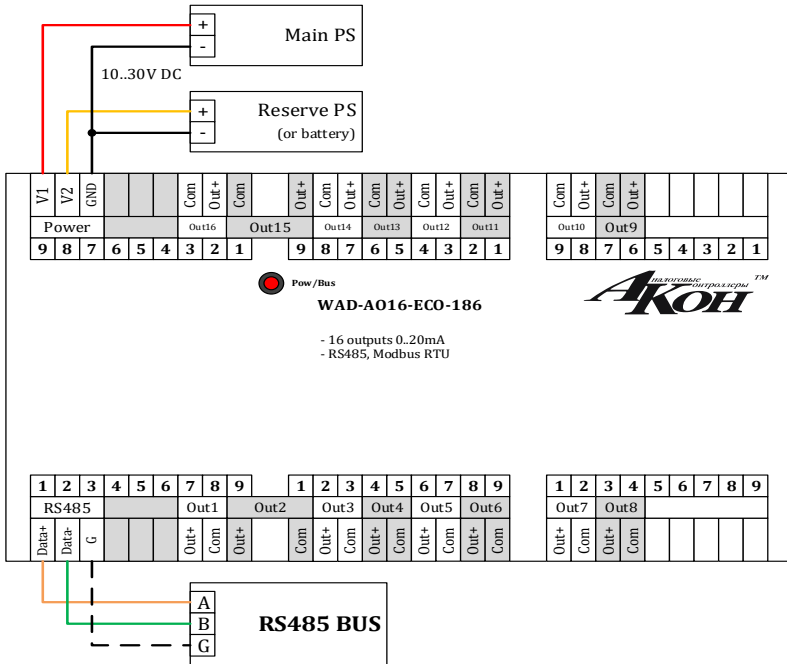 +
-
Main PS
10..30V DC
+
-
Reserve PS
(or battery)
V1 V2 GND Com Out+ Com Out+ Com Out+ Com Out+ Com Out+ Com Out+ Com Out+ Com Out+
Power Out16 Out15 Out14 Out13 Out12 Out11 Out10 Out9
9 8 7 6 5 4 3 2 1 9 8 7 6 5 4 3 2 1 9 8 7 6 5 4 3 2 1
Pow/Bus
WAD-AO16-ECO-186
АКОН
налоговые
онтроллеры
TM
- 16 outputs 0..20mA
- RS485, Modbus RTU
1 2 3 4 5 6 7 8 9 1 2 3 4 5 6 7 8 9 1 2 3 4 5 6 7 8 9
RS485 Out1 Out2 Out3 Out4 Out5 Out6 Out7 Out8
Data+ Data- G Out+ Com Out+ Com Out+ Com Out+ Com Out+ Com Out+ Com Out+ Com Out+ Com
A
B
G
RS485 BUS